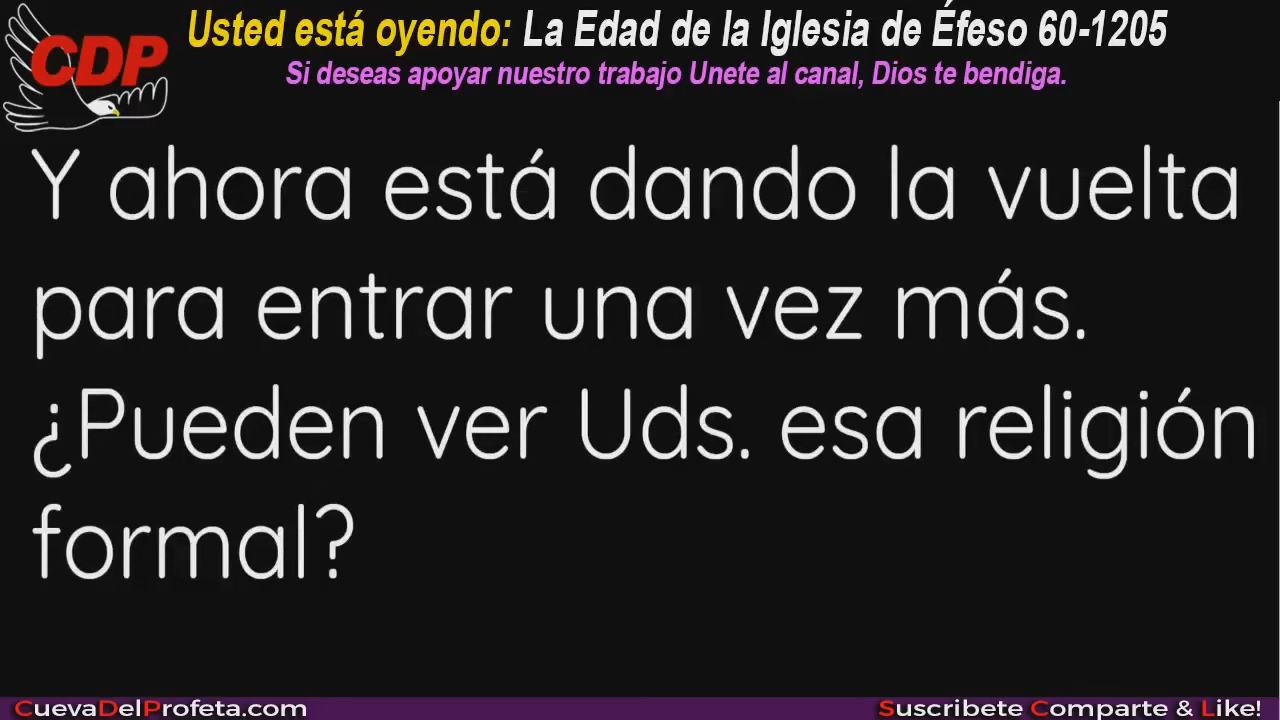 CDP
Usted está oyendo: La Edad de la Iglesia de Éfeso 60-1205
Si deseas apoyar nuestro trabajo Unete al canal, Dios te bendiga.
Y ahora está dando la vuelta
para entrar una vez más.
¿Pueden ver Uds. esa religión
formal?
CuevaDelProfeta.com
Suscribete Comparte & Like!